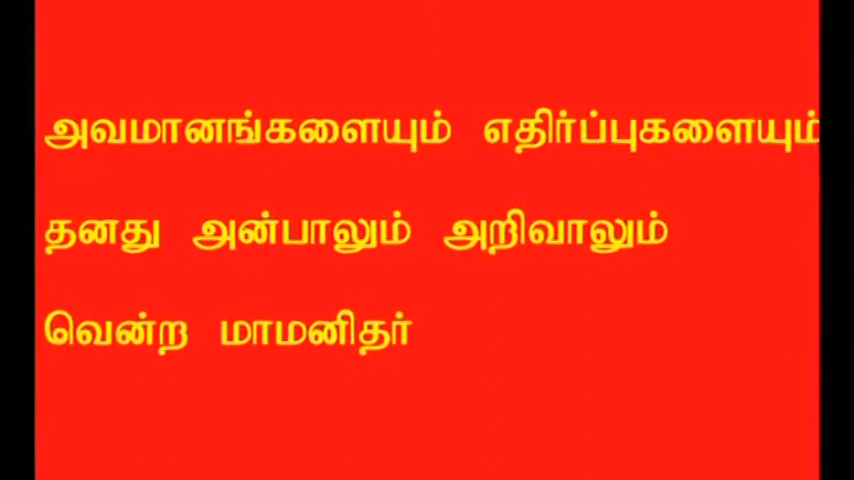 அவமானங்களையும் எதிர்ப்புகளையும்
தனது அன்பாலும் அறிவாலும்
வென்ற மாமனிதர்